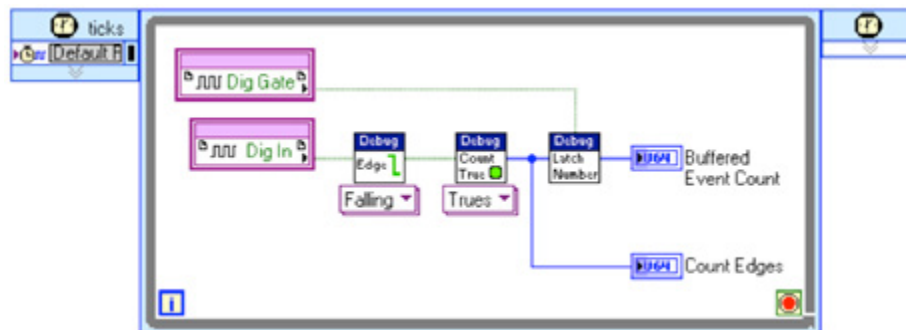 ticks
[Default F
Dig Gate
Dig In
Debug
Edge
Falling
Debug
Count
True
Trues
Debug
Latch
Number
U64
Buffered
Event Count
U64
Count Edges
i